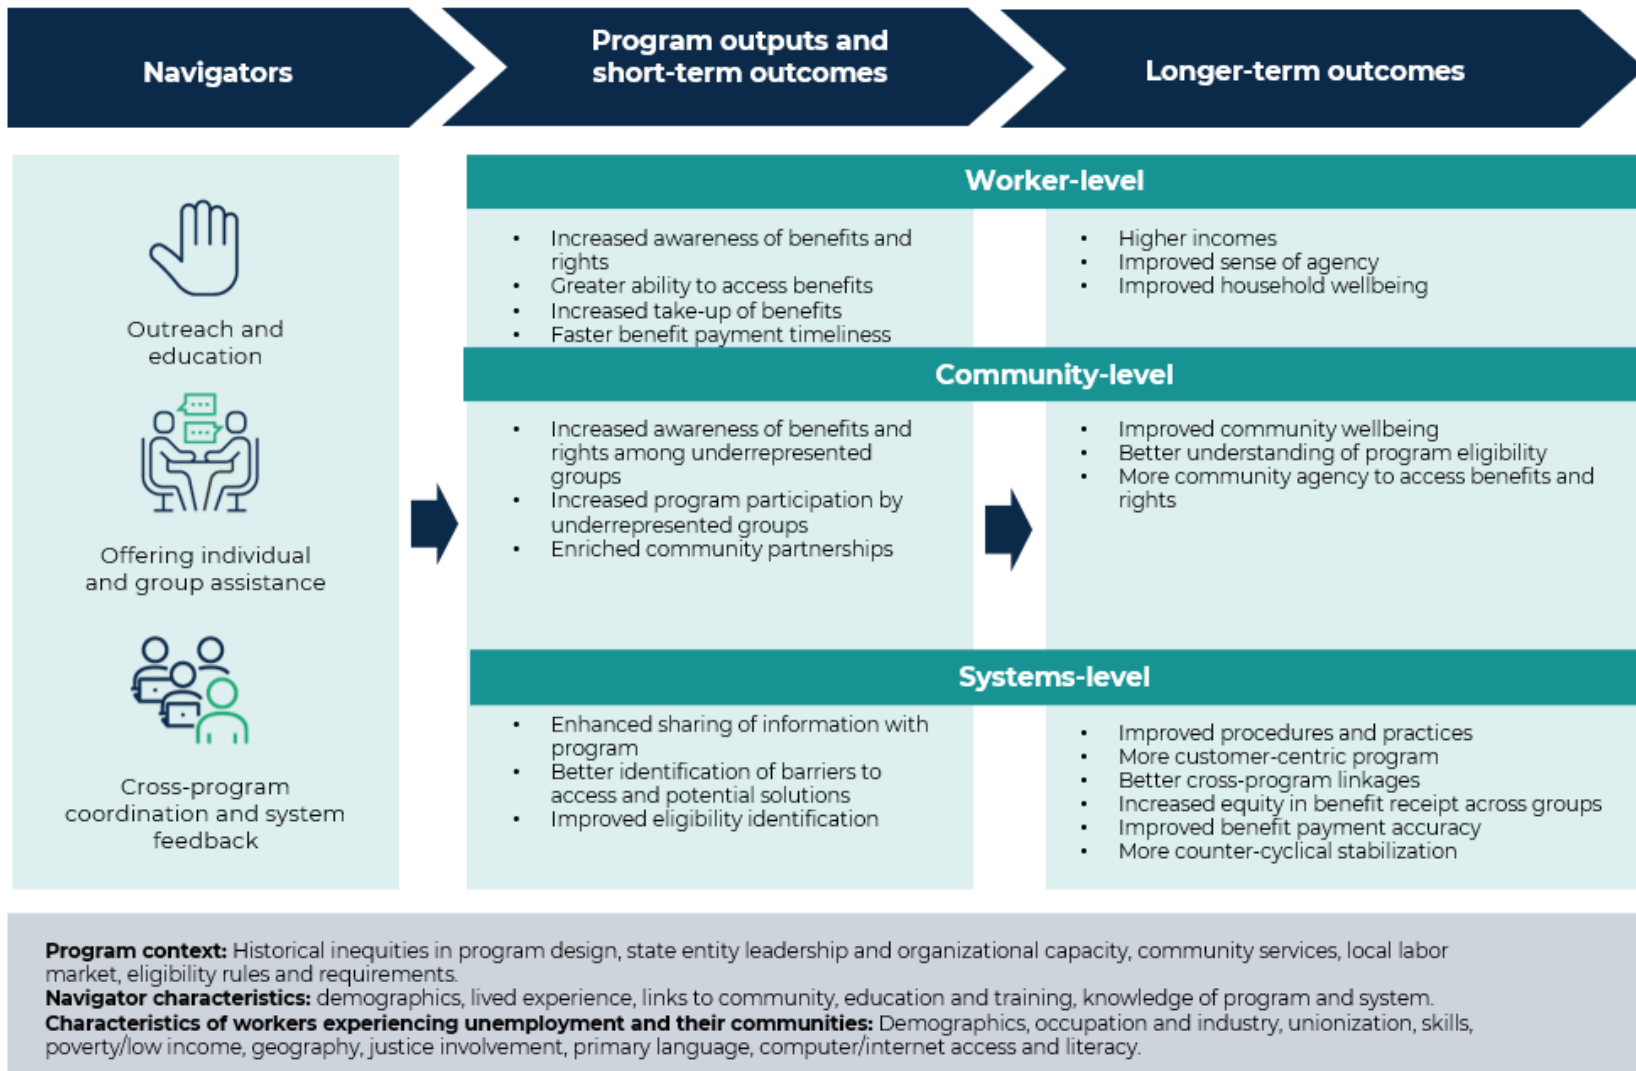 Navigators
Program outputs and
short-term outcomes
Longer-term outcomes
Outreach and
education
Offering individual
and group assistance
Cross-program
coordination and system
feedback
Worker-level
• Increased awareness of benefits and
rights
• Greater ability to access benefits
• Increased take-up of benefits
• Faster benefit payment timeliness
• Higher incomes
• Improved sense of agency
• Improved household wellbeing
Community-level
• Increased awareness of benefits and
rights among underrepresented
groups
• Increased program participation by
underrepresented groups
• Enriched community partnerships
• Improved community wellbeing
• Better understanding of program eligibility
• More community agency to access benefits and
rights
Systems-level
• Enhanced sharing of information with
program
• Better identification of barriers to
access and potential solutions
• Improved eligibility identification
• Improved procedures and practices
• More customer-centric program
• Better cross-program linkages
• Increased equity in benefit receipt across groups
• Improved benefit payment accuracy
• More counter-cyclical stabilization
Program context: Historical inequities in program design, state entity leadership and organizational capacity, community services, local labor
market, eligibility rules and requirements.
Navigator characteristics: demographics, lived experience, links to community, education and training, knowledge of program and system.
Characteristics of workers experiencing unemployment and their communities: Demographics, occupation and industry, unionization, skills,
poverty/low income, geography, justice involvement, primary language, computer/internet access and literacy.